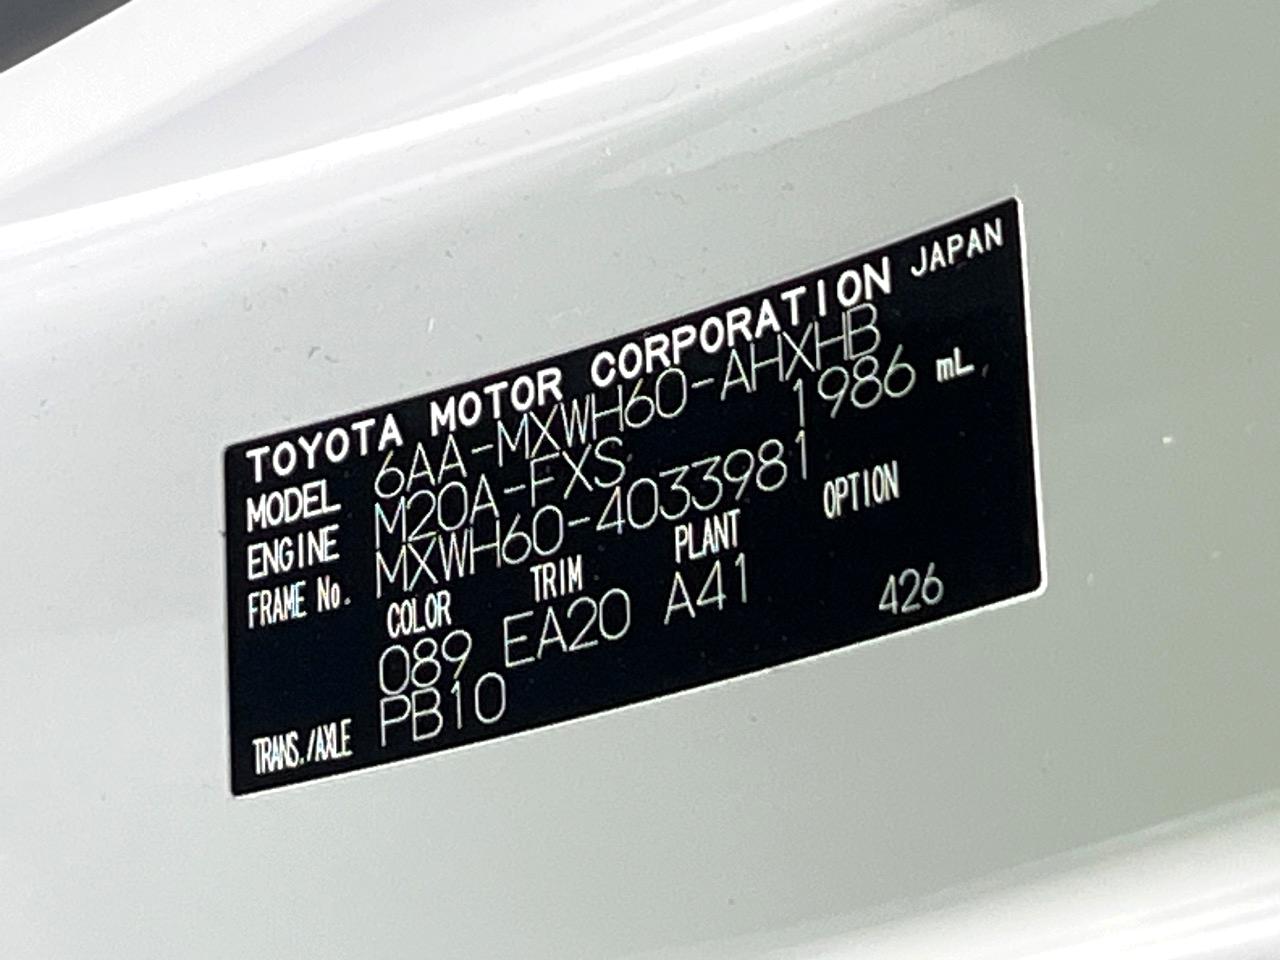 TOYOTA MOTOR CORPORATION JAPAN
MODEL 6AA-MXWH60-AHXHB
ENGINE M20A-FXS 1986 mL
FRAME No. MXWH60-4033981
COLOR TRIM PLANT OPTION
089 EA20 A41 426
TRANS./AXLE PB10